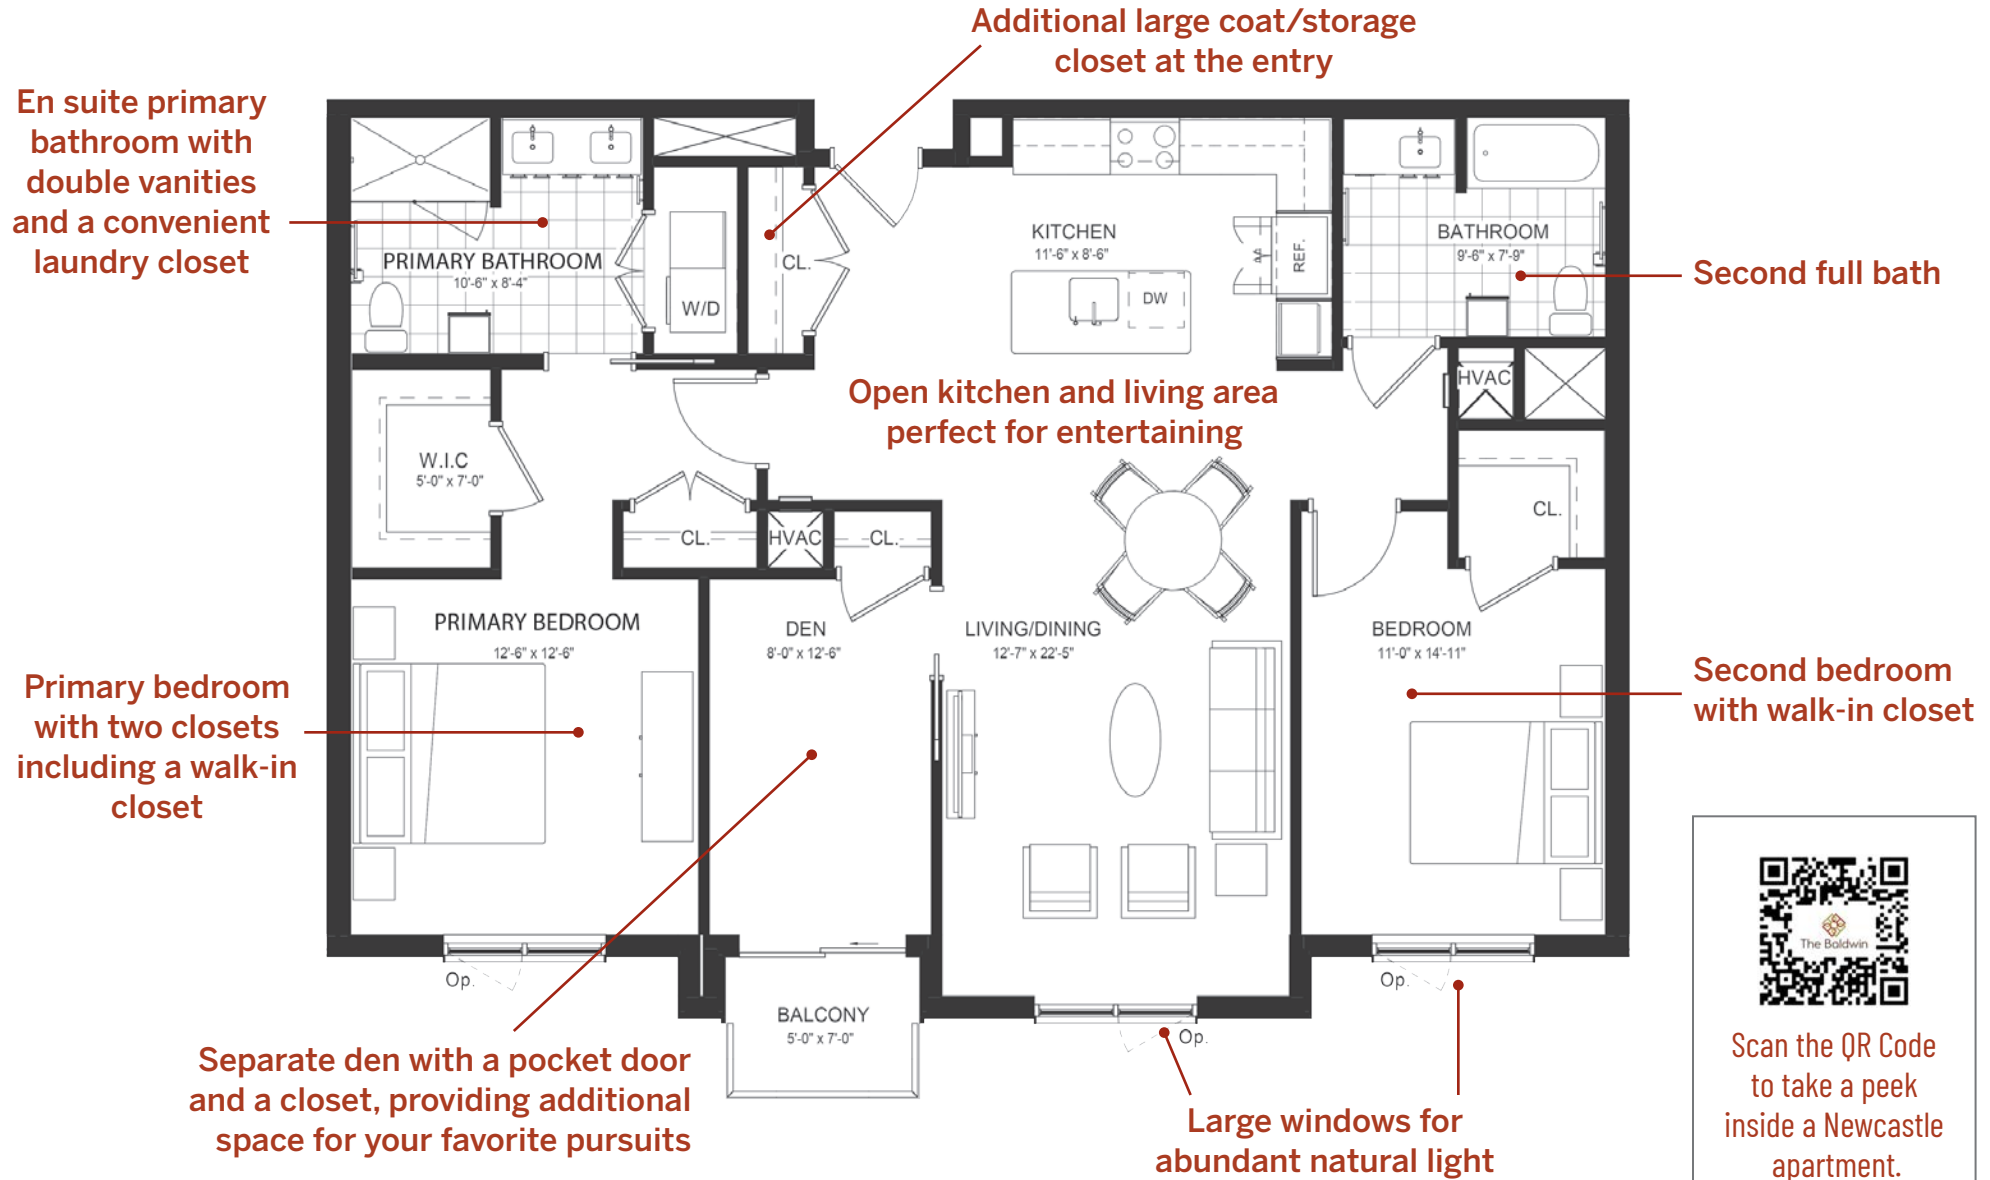 Additional large coat/storage
closet at the entry
En suite primary
bathroom with
double vanities
and a convenient
laundry closet
PRIMARY BATHROOM
10'-6" x 8'-4"
W/D
CL.
KITCHEN
11'-6" x 8'-6"
DW
REF.
BATHROOM
9'-6" x 7'-9"
Second full bath
Open kitchen and living area
perfect for entertaining
HVAC
W.I.C
5'-0" x 7'-0"
CL.
HVAC
CL.
CL.
PRIMARY BEDROOM
12'-6" x 12'-6"
DEN
8'-0" x 12'-6"
LIVING/DINING
12'-7" x 22'-5"
BEDROOM
11'-0" x 14'-11"
Primary bedroom
with two closets
including a walk-in
closet
Second bedroom
with walk-in closet
Op.
Op.
Op.
BALCONY
5'-0" x 7'-0"
Separate den with a pocket door
and a closet, providing additional
space for your favorite pursuits
Large windows for
abundant natural light
The Baldwin
Scan the QR Code
to take a peek
inside a Newcastle
apartment.